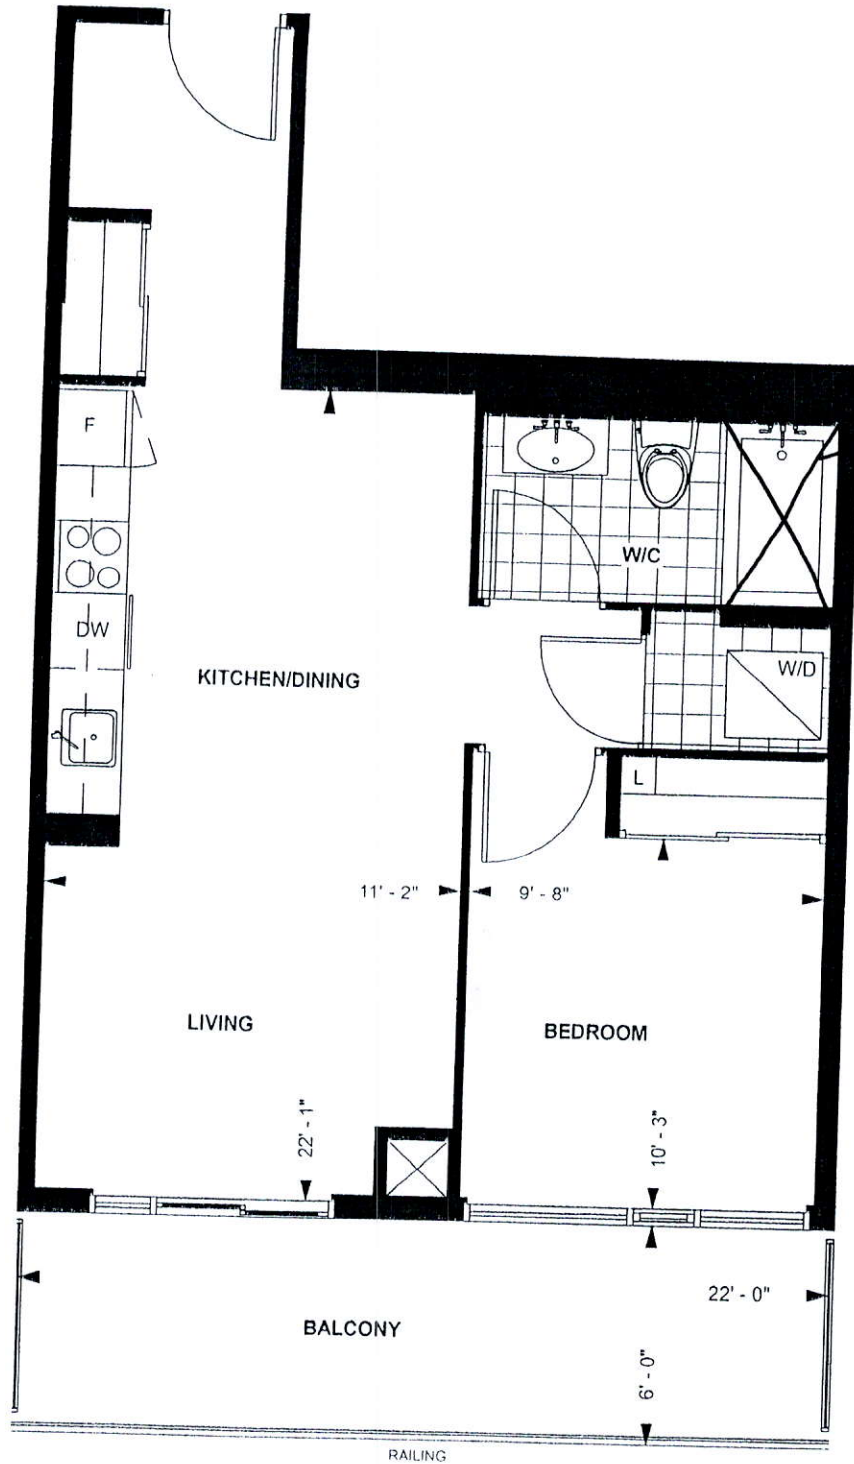 F
W/C
DW
W/D
KITCHEN/DINING
L
11' - 2"
9' - 8"
LIVING
BEDROOM
22' - 1"
10' - 3"
22' - 0"
BALCONY
6' - 0"
RAILING